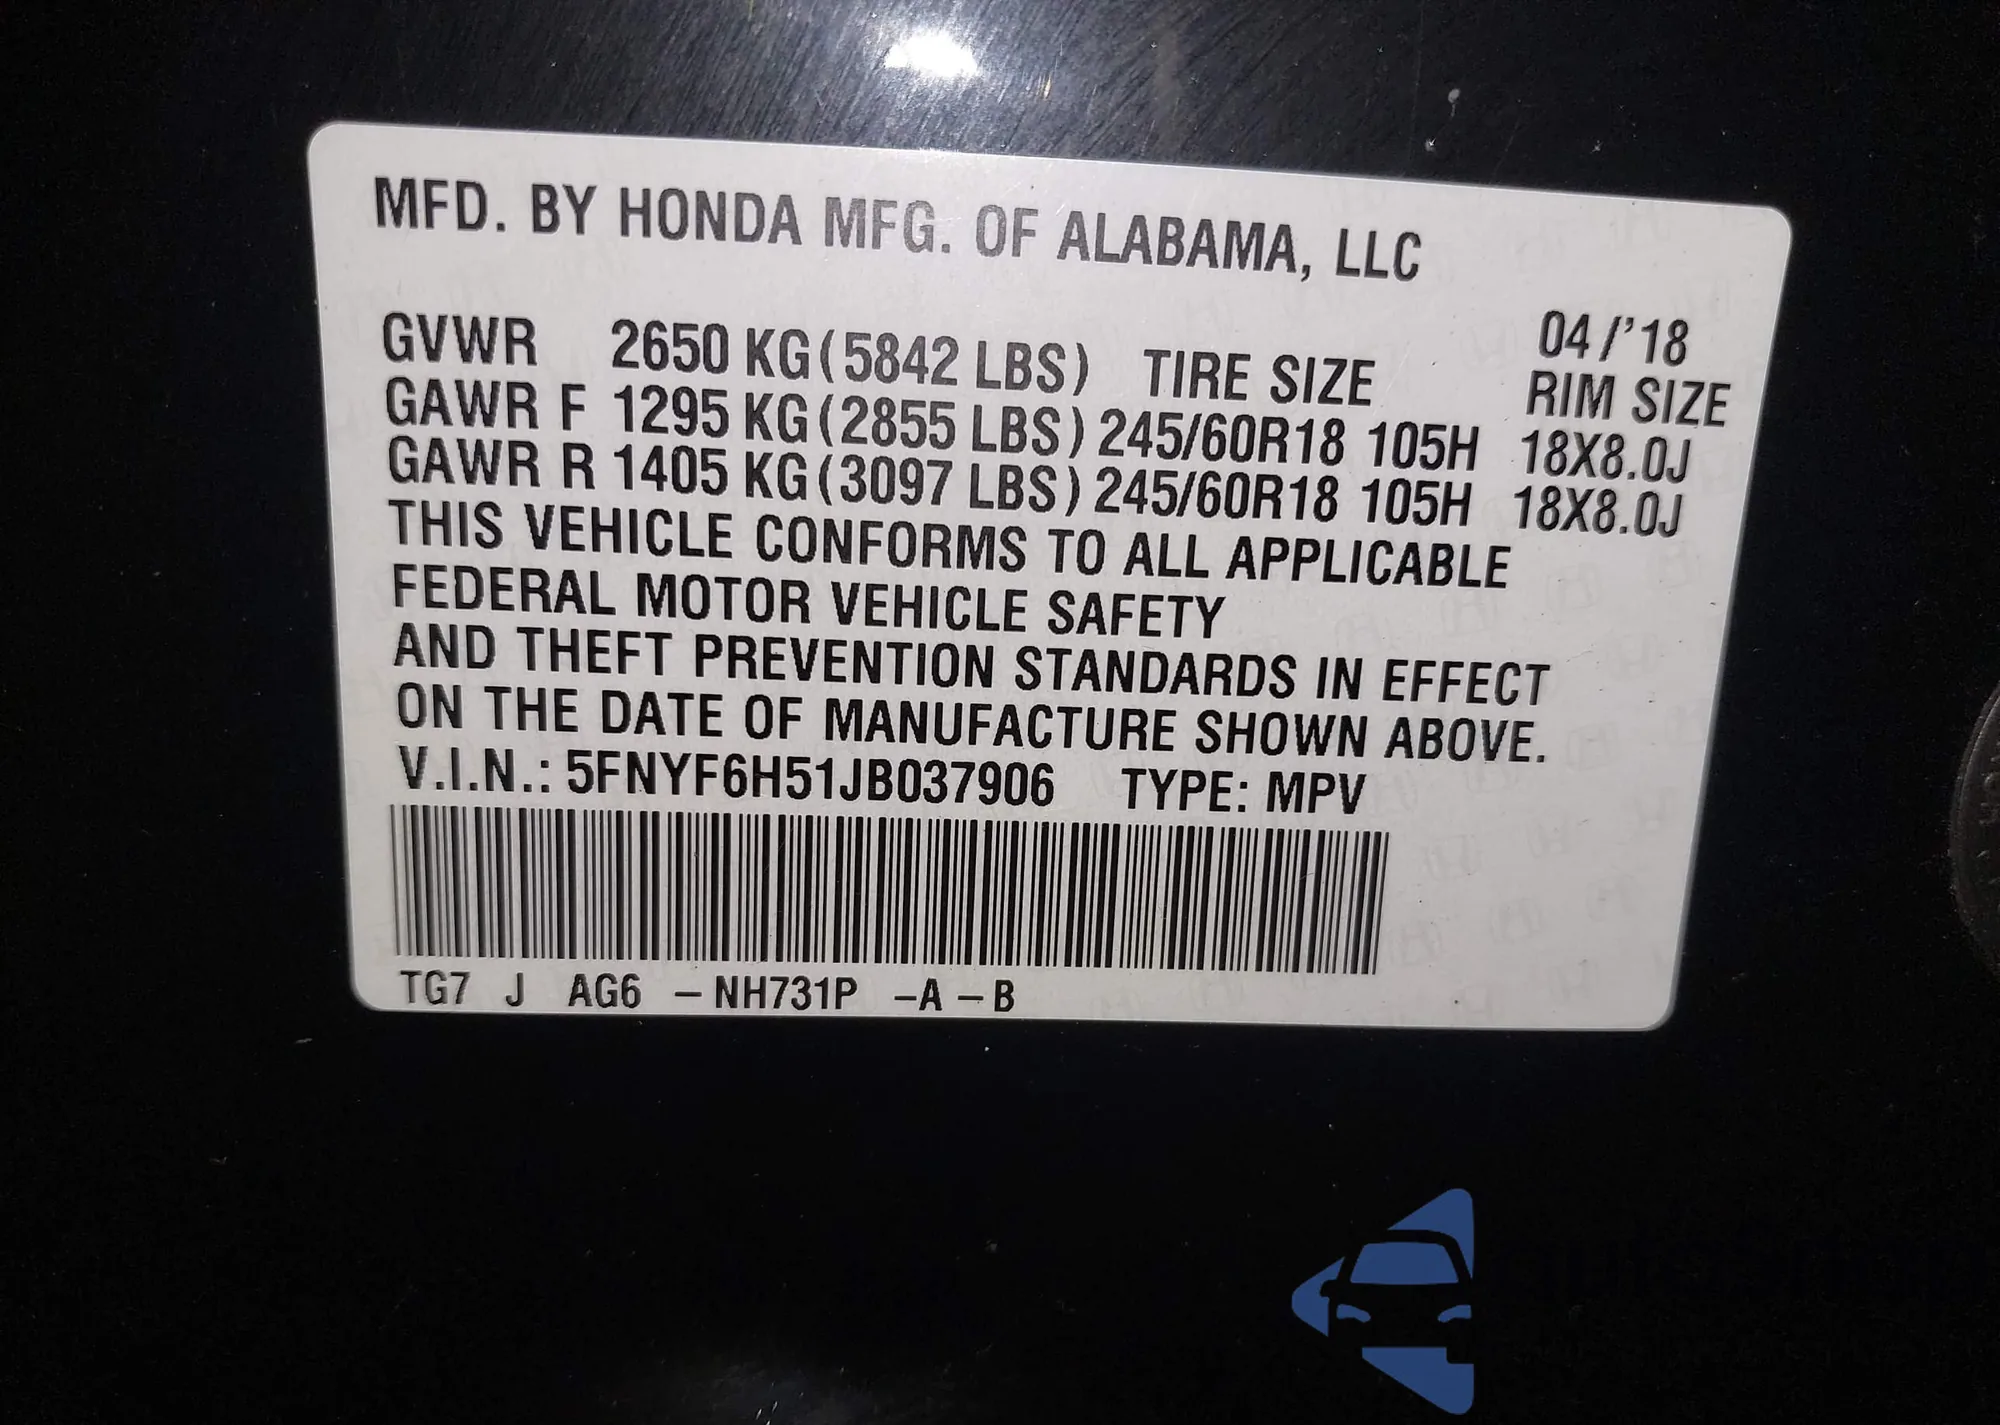 MFD. BY HONDA MFG. OF ALABAMA, LLC
04/'18
GVWR 2650 KG (5842 LBS) TIRE SIZE RIM SIZE
GAWR F 1295 KG (2855 LBS) 245/60R18 105H 18X8.0J
GAWR R 1405 KG (3097 LBS) 245/60R18 105H 18X8.0J
THIS VEHICLE CONFORMS TO ALL APPLICABLE
FEDERAL MOTOR VEHICLE SAFETY
AND THEFT PREVENTION STANDARDS IN EFFECT
ON THE DATE OF MANUFACTURE SHOWN ABOVE.
V.I.N.: 5FNYF6H51JB037906 TYPE: MPV
TG7 J AG6 – NH731P –A – B